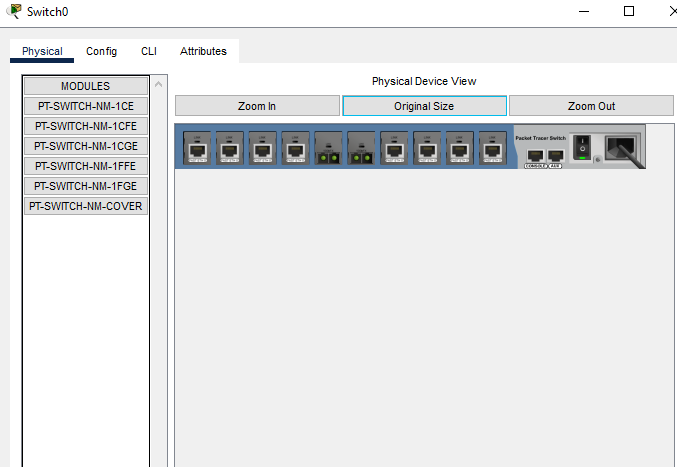 Switch0
Physical Config CLI Attributes
MODULES
PT-SWITCH-NM-1CE
PT-SWITCH-NM-1CFE
PT-SWITCH-NM-1CGE
PT-SWITCH-NM-1FFE
PT-SWITCH-NM-1FGE
PT-SWITCH-NM-COVER
Physical Device View
Zoom In Original Size Zoom Out
Packet Tracer Switch
CONSOLE AUX